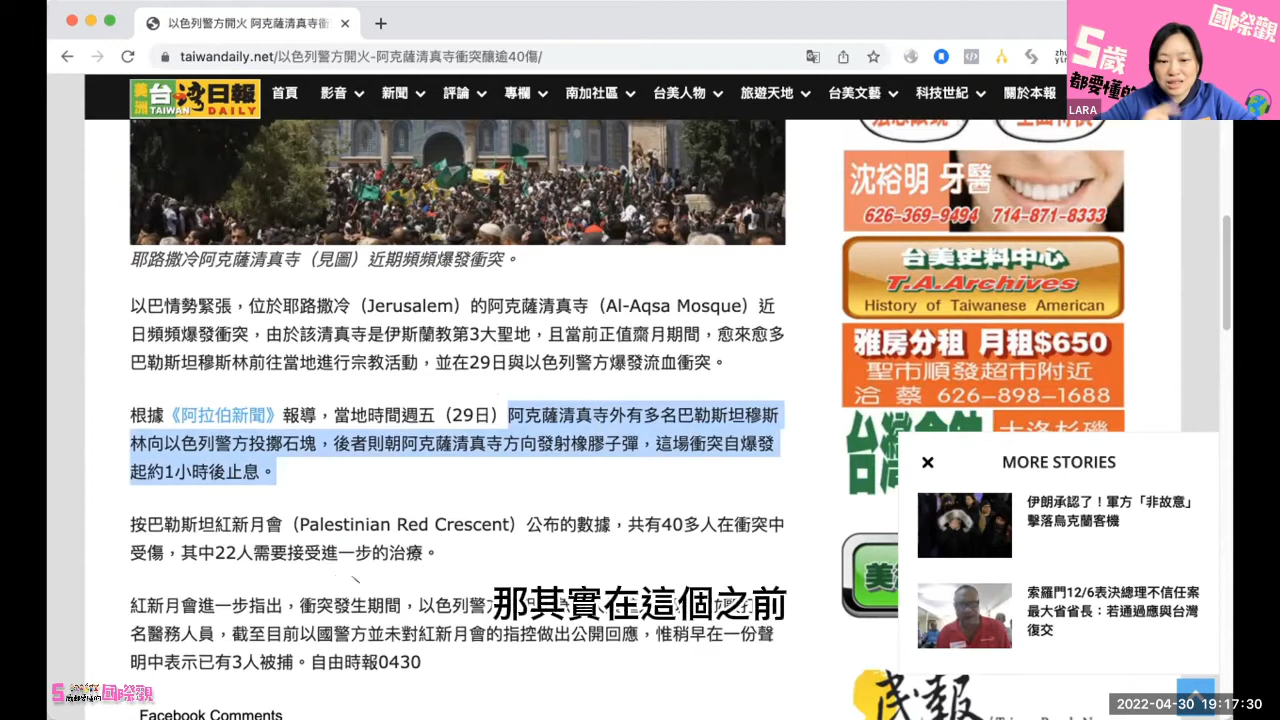 以色列警方開火 阿克薩清真寺衝
taiwandaily.net/以色列警方開火-阿克薩清真寺衝突釀逾40傷/
國際觀
5歲
都要懂的
LARA
美洲 台灣日報
TAIWAN DAILY
首頁 影音 新聞 評論 專欄 南加社區 台美人物 旅遊天地 台美文藝 科技世紀 關於本報
耶路撒冷阿克薩清真寺（見圖）近期頻頻爆發衝突。
以巴情勢緊張，位於耶路撒冷（Jerusalem）的阿克薩清真寺（Al-Aqsa Mosque）近
日頻頻爆發衝突，由於該清真寺是伊斯蘭教第3大聖地，且當前正值齋月期間，愈來愈多
巴勒斯坦穆斯林前往當地進行宗教活動，並在29日與以色列警方爆發流血衝突。
根據《阿拉伯新聞》報導，當地時間週五（29日）阿克薩清真寺外有多名巴勒斯坦穆斯
林向以色列警方投擲石塊，後者則朝阿克薩清真寺方向發射橡膠子彈，這場衝突自爆發
起約1小時後止息。
按巴勒斯坦紅新月會（Palestinian Red Crescent）公布的數據，共有40多人在衝突中
受傷，其中22人需要接受進一步的治療。
紅新月會進一步指出，衝突發生期間，以色列警方
名醫務人員，截至目前以國警方並未對紅新月會的指控做出公開回應，惟稍早在一份聲
明中表示已有3人被捕。自由時報0430
Facebook Comments
那其實在這個之前
沈裕明 牙醫
626-369-9494 714-871-8333
台美史料中心
T.A.Archives
History of Taiwanese American
雅房分租 月租$650
聖市順發超市附近
洽蔡 626-898-1688
MORE STORIES
伊朗承認了！軍方「非故意」
擊落烏克蘭客機
索羅門12/6表決總理不信任案
最大省省長：若通過應與台灣
復交
民報
5歲都要懂的國際觀
2022-04-30 19:17:30